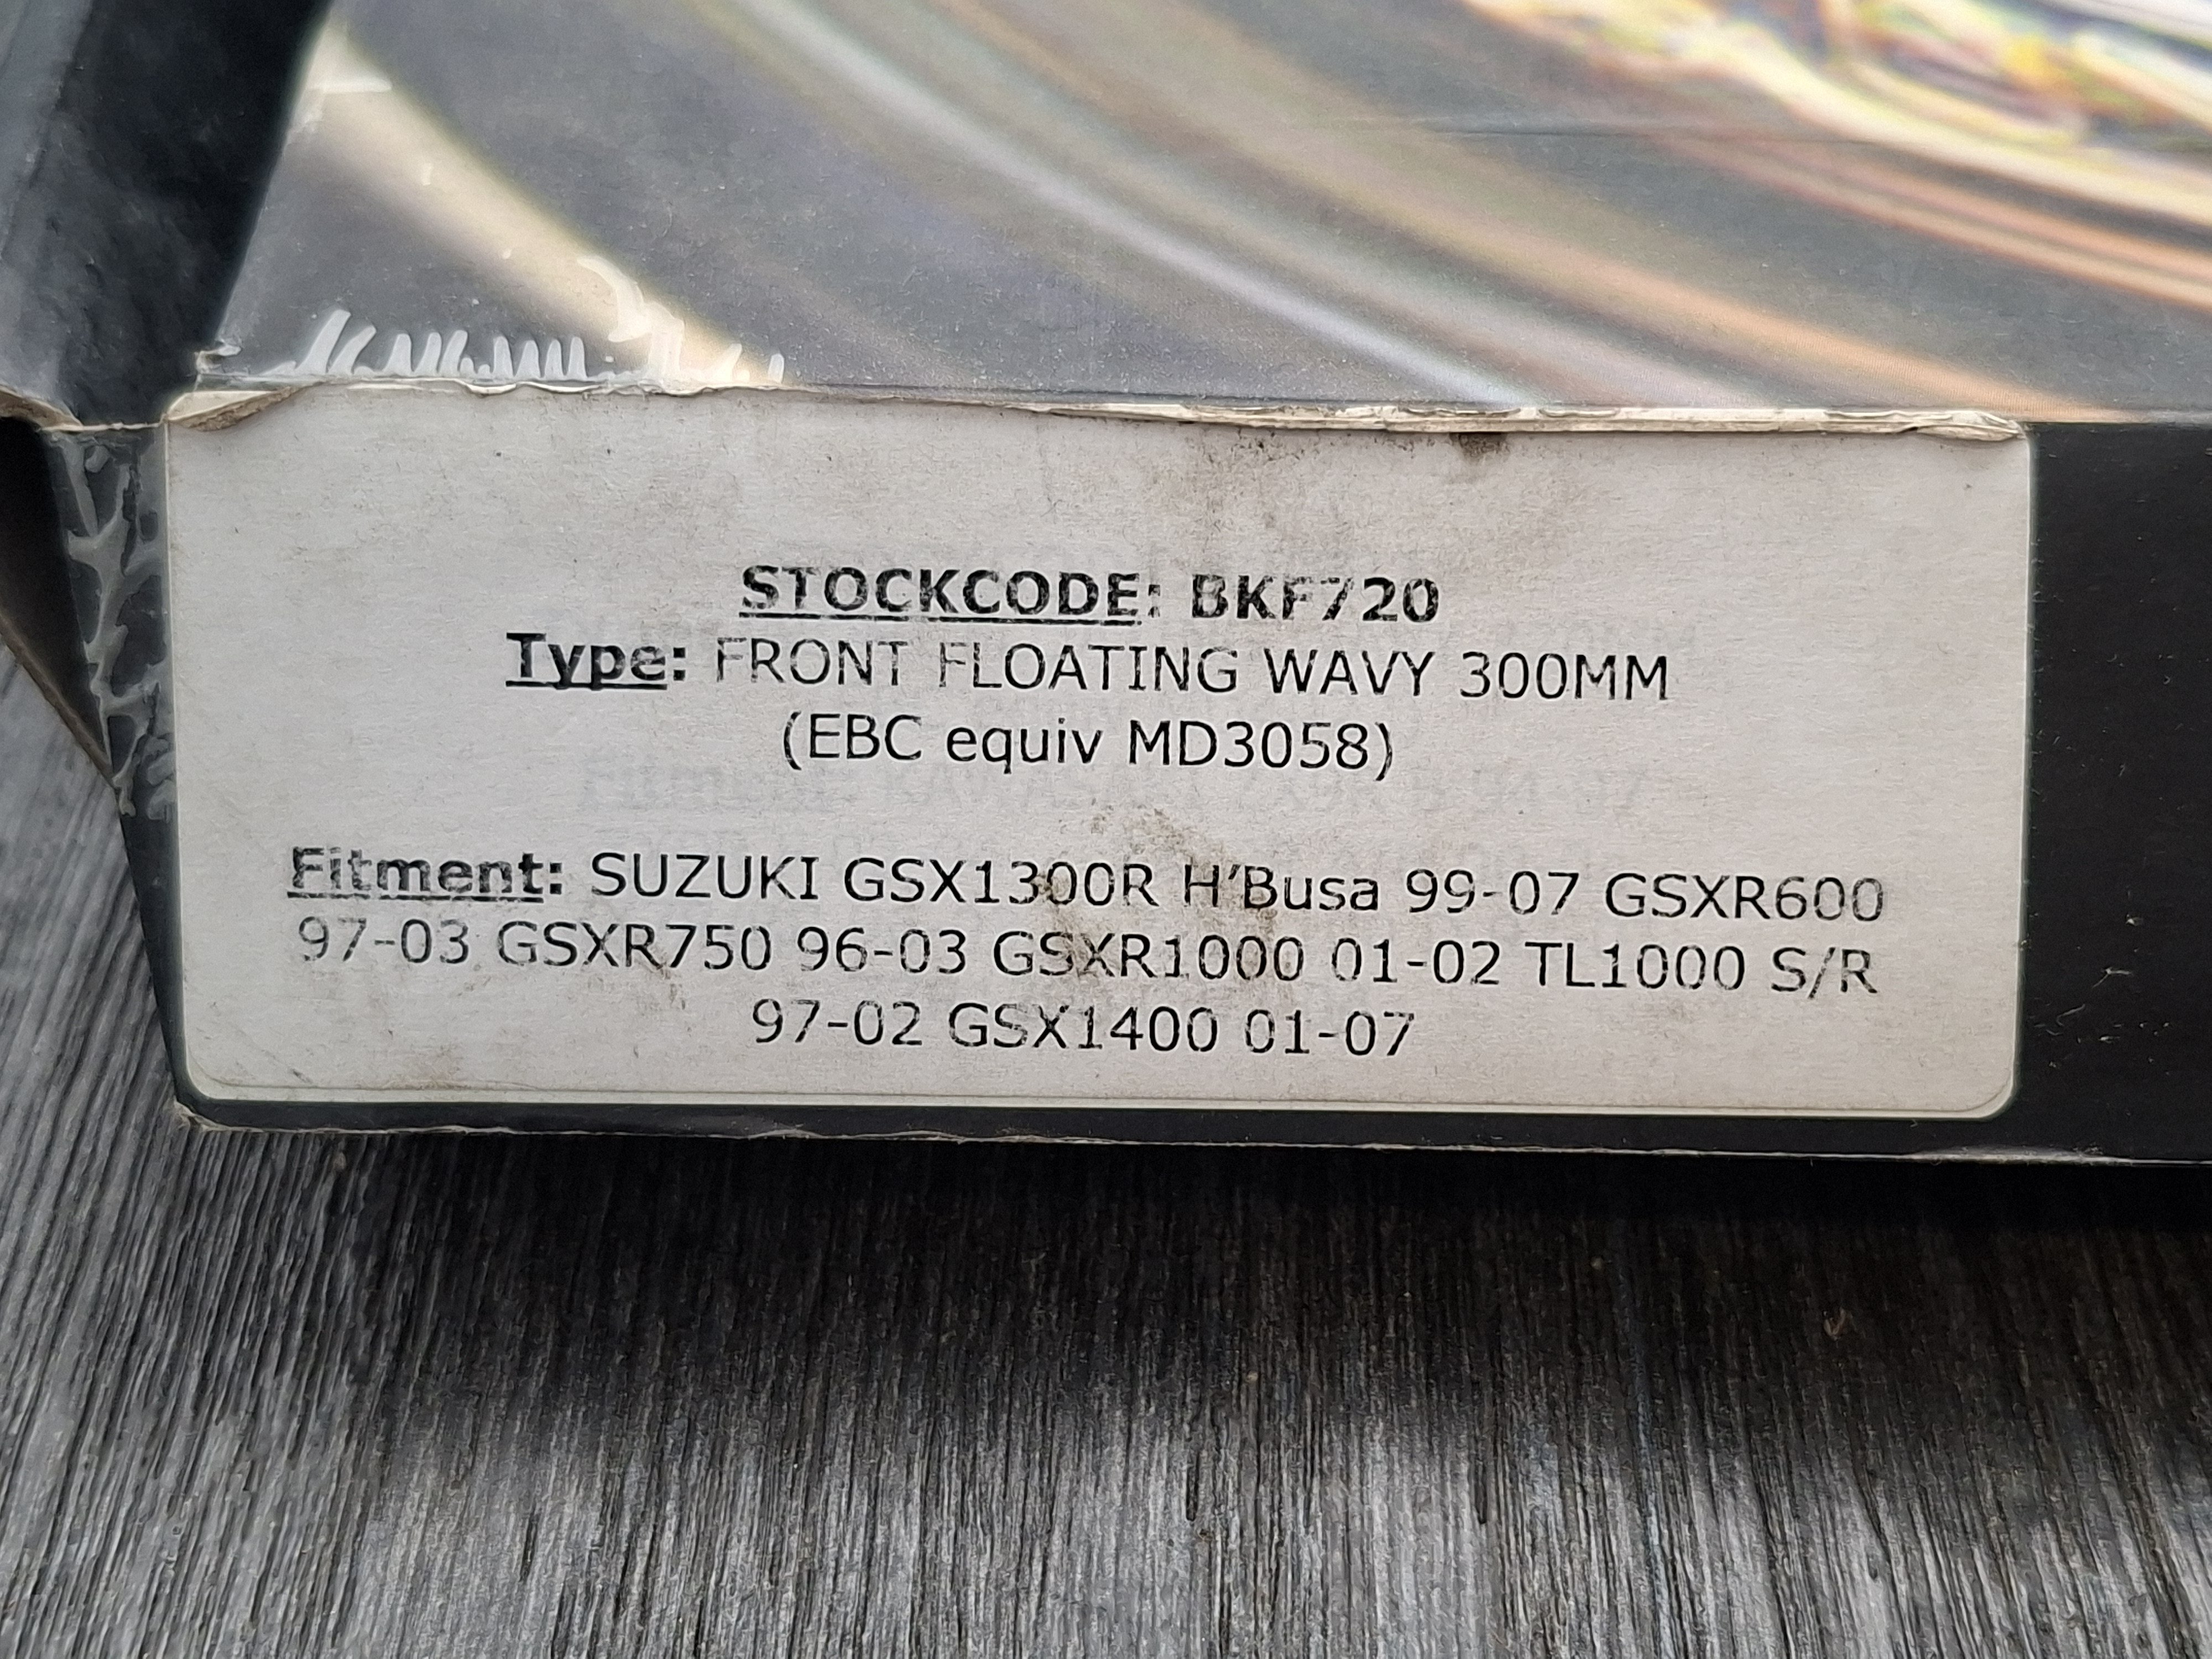 STOCKCODE: BKF720
Type: FRONT FLOATING WAVY 300MM
(EBC equiv MD3058)
Fitment: SUZUKI GSX1300R H'Busa 99-07 GSXR600
97-03 GSXR750 96-03 GSXR1000 01-02 TL1000 S/R
97-02 GSX1400 01-07